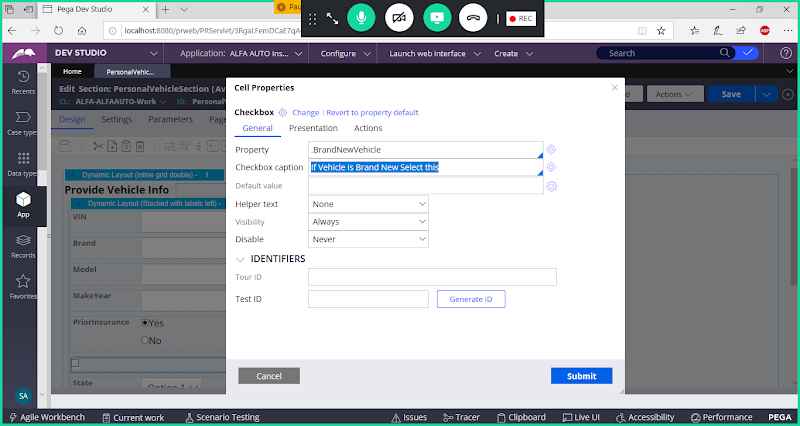 Pega Dev Studio
Pau
REC
localhost:8080/prweb/PRServlet/3RgaLFemDCaE7qA
DEV STUDIO
Application: ALFA AUTO Ins...
Configure
Launch web Interface
Create
Search
Home
PersonalVehic...
Recents
Case types
Data types
App
Records
Favorites
SA
Edit Section: PersonalVehicleSection [Av
CL: ALFA-ALFAAUTO-Work
ID: Personal
Actions
Save
Design
Settings
Parameters
Dynamic Layout (Inline grid double) - 1
Provide Vehicle Info
Dynamic Layout (Stacked with labels left) -
VIN
Brand
Model
MakeYear
PriorInsurance
Yes
No
State
Option 1
Cell Properties
Checkbox
Change | Revert to property default
General
Presentation
Actions
Property
.BrandNewVehicle
Checkbox caption
If Vehicle is Brand New Select this
Default value
Helper text
None
Visibility
Always
Disable
Never
IDENTIFIERS
Tour ID
Test ID
Generate ID
Cancel
Submit
Agile Workbench
Current work
Scenario Testing
Issues
Tracer
Clipboard
Live UI
Accessibility
Performance
PEGA